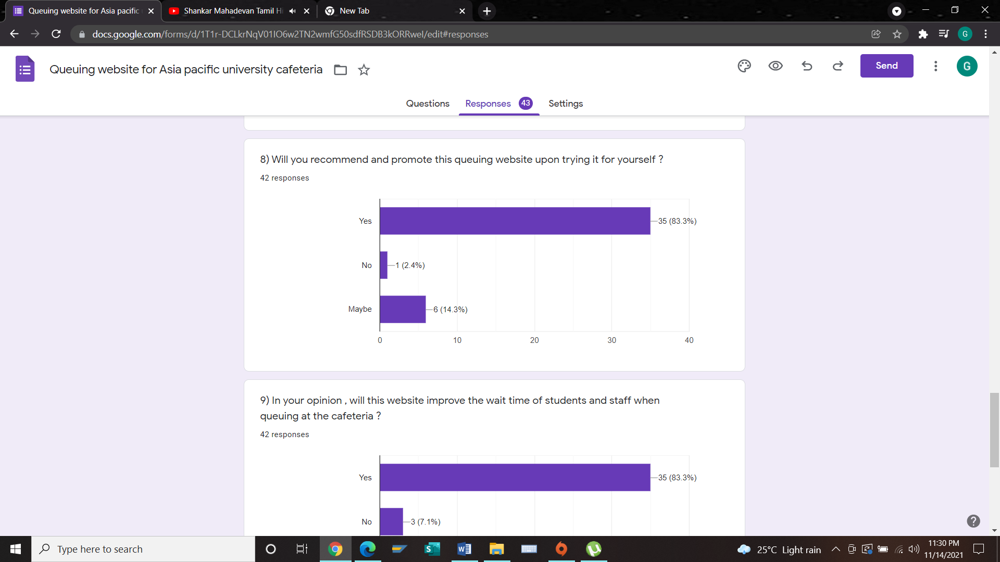 Queuing website for Asia pacific
Shankar Mahadevan Tamil Hi
New Tab
docs.google.com/forms/d/1T1r-DCLkrNqV01IO6w2TN2wmfG50sdfRSDB3kORRweI/edit#responses
G
Queuing website for Asia pacific university cafeteria
Send
G
Questions
Responses 43
Settings
8) Will you recommend and promote this queuing website upon trying it for yourself ?
42 responses
Yes
35 (83.3%)
No
1 (2.4%)
Maybe
6 (14.3%)
0 10 20 30 40
9) In your opinion , will this website improve the wait time of students and staff when
queuing at the cafeteria ?
42 responses
Yes
35 (83.3%)
No
3 (7.1%)
Type here to search
25°C Light rain
11:30 PM
11/14/2021